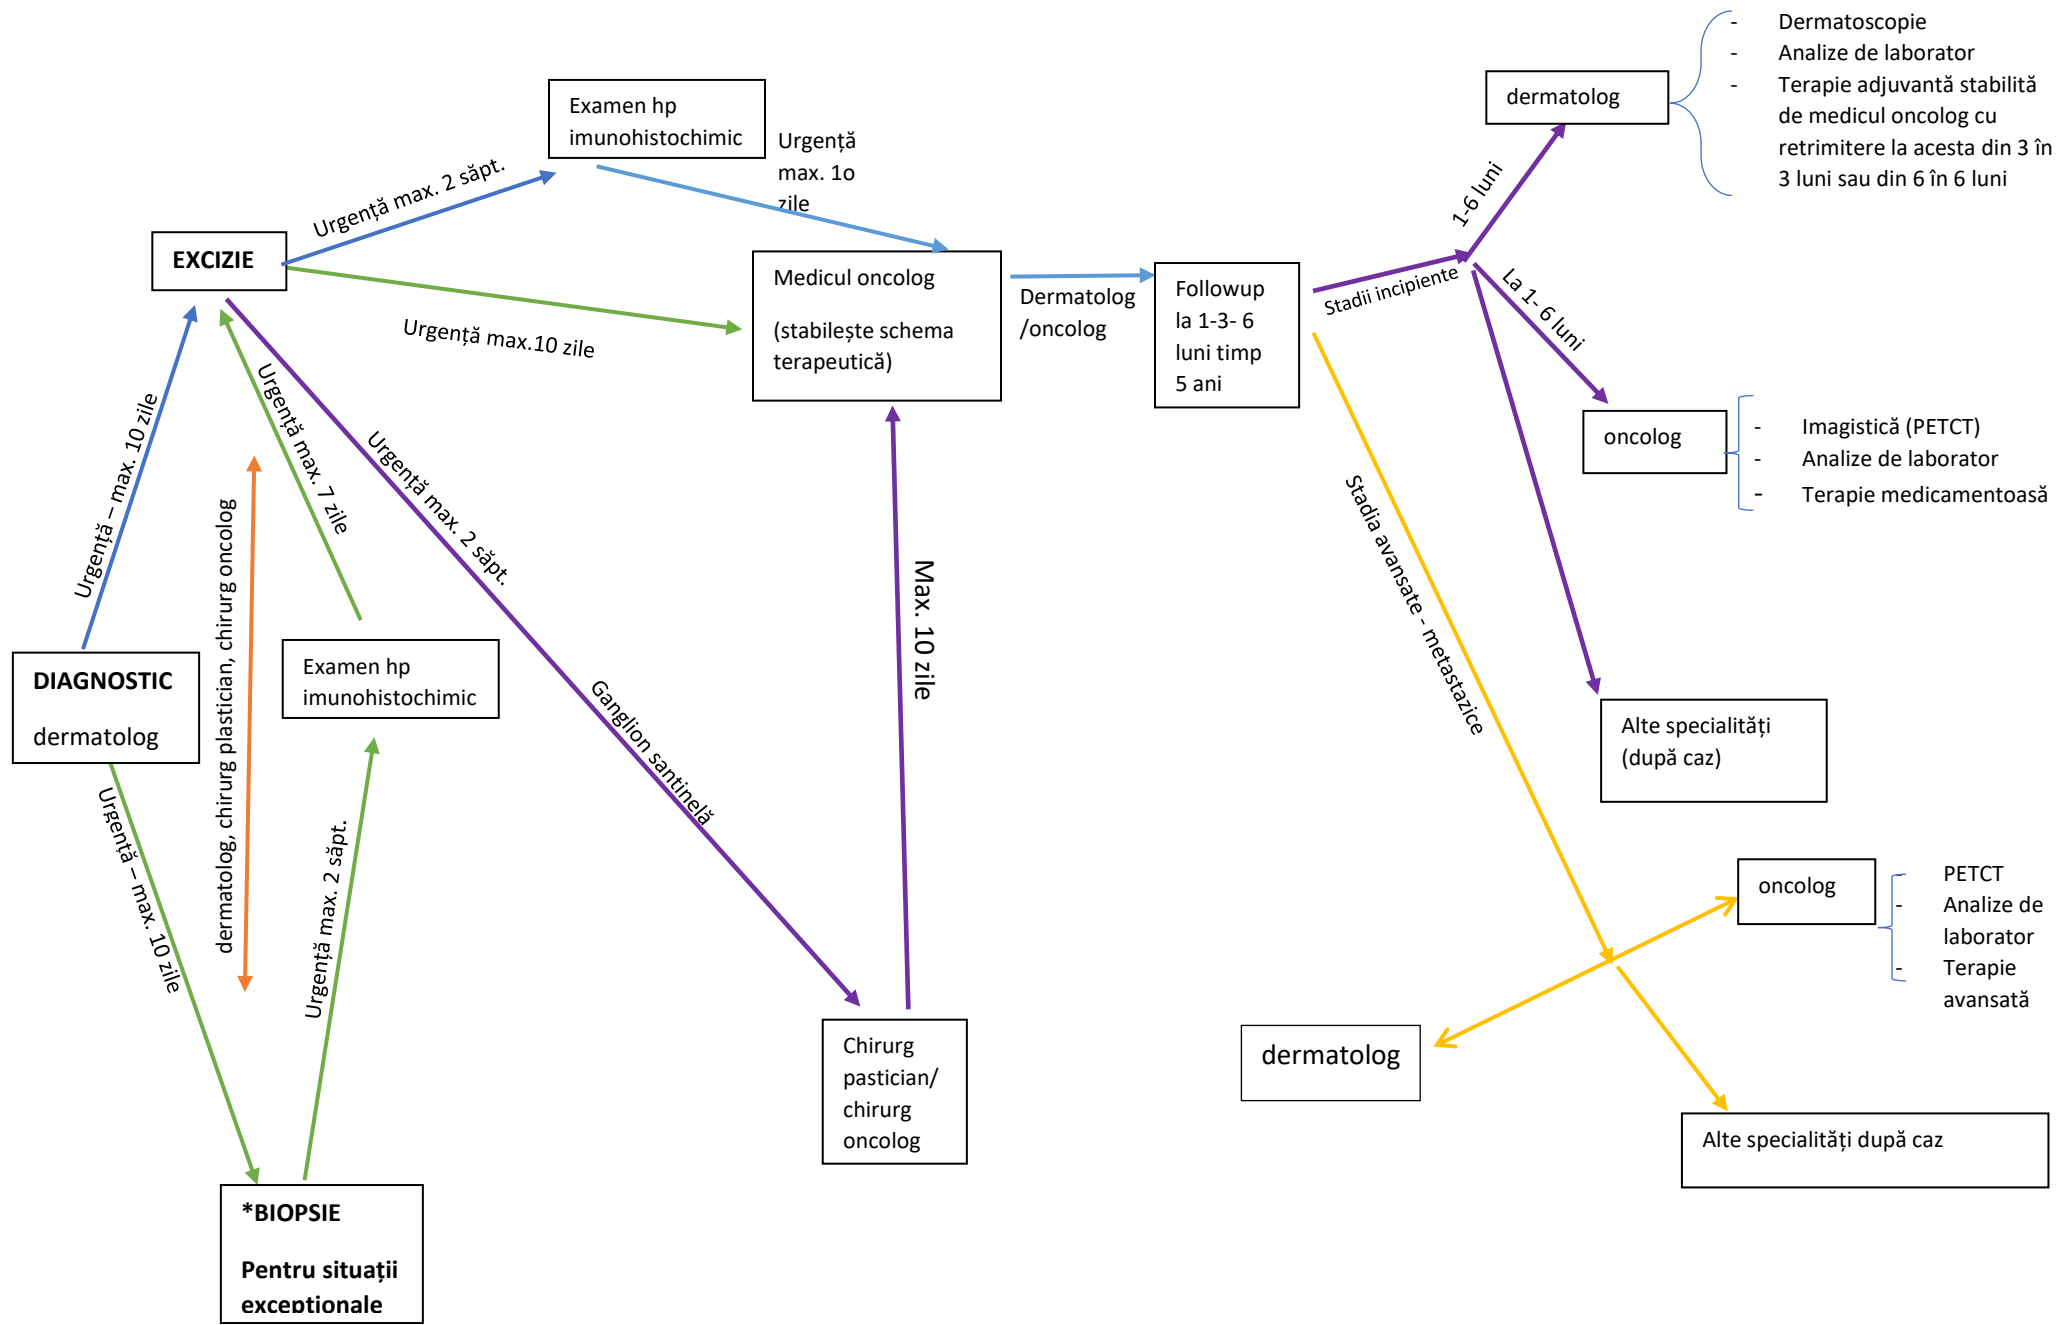 - Dermatoscopie
- Analize de laborator
- Terapie adjuvantă stabilită
de medicul oncolog cu
retrimitere la acesta din 3 în
3 luni sau din 6 în 6 luni
dermatolog
Examen hp
imunohistochimic
Urgență
max. 1o
zile
Urgență max. 2 săpt.
1-6 luni
EXCIZIE
Medicul oncolog
(stabilește schema
terapeutică)
Urgență max.10 zile
Dermatolog
/oncolog
Followup
la 1-3- 6
luni timp
5 ani
Stadii incipiente
La 1- 6 luni
oncolog
- Imagistică (PETCT)
- Analize de laborator
- Terapie medicamentoasă
Urgență – max. 10 zile
Urgență max. 7 zile
dermatolog, chirurg plastician, chirurg oncolog
Urgență max. 2 săpt.
Ganglion santinelă
Max. 10 zile
Stadia avansate - metastazice
DIAGNOSTIC
dermatolog
Examen hp
imunohistochimic
Alte specialități
(după caz)
Urgență – max. 10 zile
Urgență max. 2 săpt.
oncolog
- PETCT
- Analize de
laborator
- Terapie
avansată
dermatolog
Chirurg
pastician/
chirurg
oncolog
Alte specialități după caz
*BIOPSIE
Pentru situații
excepționale